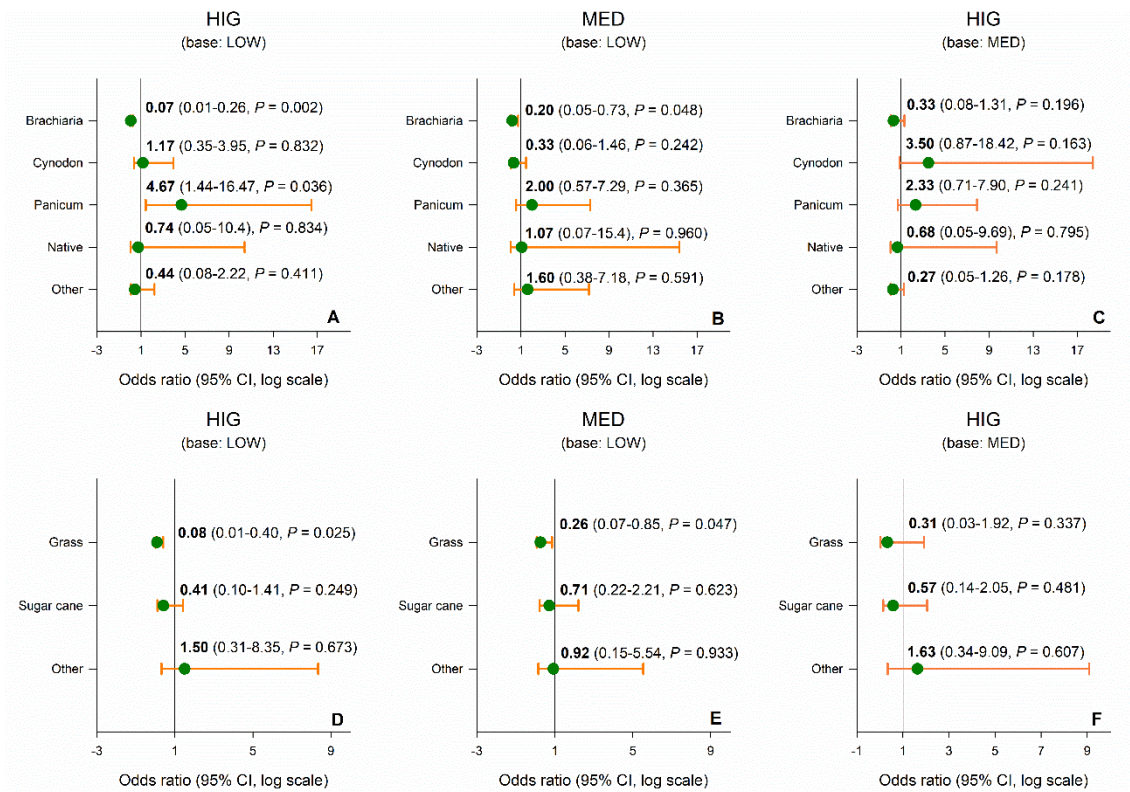 HIG
(base: LOW)
Brachiaria
Cynodon
Panicum
Native
Other
0.07 (0.01-0.26, P = 0.002)
1.17 (0.35-3.95, P = 0.832)
4.67 (1.44-16.47, P = 0.036)
0.74 (0.05-10.4), P = 0.834)
0.44 (0.08-2.22, P = 0.411)
A
-3 1 5 9 13 17
Odds ratio (95% CI, log scale)
MED
(base: LOW)
Brachiaria
Cynodon
Panicum
Native
Other
0.20 (0.05-0.73, P = 0.048)
0.33 (0.06-1.46, P = 0.242)
2.00 (0.57-7.29, P = 0.365)
1.07 (0.07-15.4), P = 0.960)
1.60 (0.38-7.18, P = 0.591)
B
-3 1 5 9 13 17
Odds ratio (95% CI, log scale)
HIG
(base: MED)
Brachiaria
Cynodon
Panicum
Native
Other
0.33 (0.08-1.31, P = 0.196)
3.50 (0.87-18.42, P = 0.163)
2.33 (0.71-7.90, P = 0.241)
0.68 (0.05-9.69), P = 0.795)
0.27 (0.05-1.26, P = 0.178)
C
-3 1 5 9 13 17
Odds ratio (95% CI, log scale)
HIG
(base: LOW)
Grass
Sugar cane
Other
0.08 (0.01-0.40, P = 0.025)
0.41 (0.10-1.41, P = 0.249)
1.50 (0.31-8.35, P = 0.673)
D
-3 1 5 9
Odds ratio (95% CI, log scale)
MED
(base: LOW)
Grass
Sugar cane
Other
0.26 (0.07-0.85, P = 0.047)
0.71 (0.22-2.21, P = 0.623)
0.92 (0.15-5.54, P = 0.933)
E
-3 1 5 9
Odds ratio (95% CI, log scale)
HIG
(base: MED)
Grass
Sugar cane
Other
0.31 (0.03-1.92, P = 0.337)
0.57 (0.14-2.05, P = 0.481)
1.63 (0.34-9.09, P = 0.607)
F
-1 1 3 5 7 9
Odds ratio (95% CI, log scale)